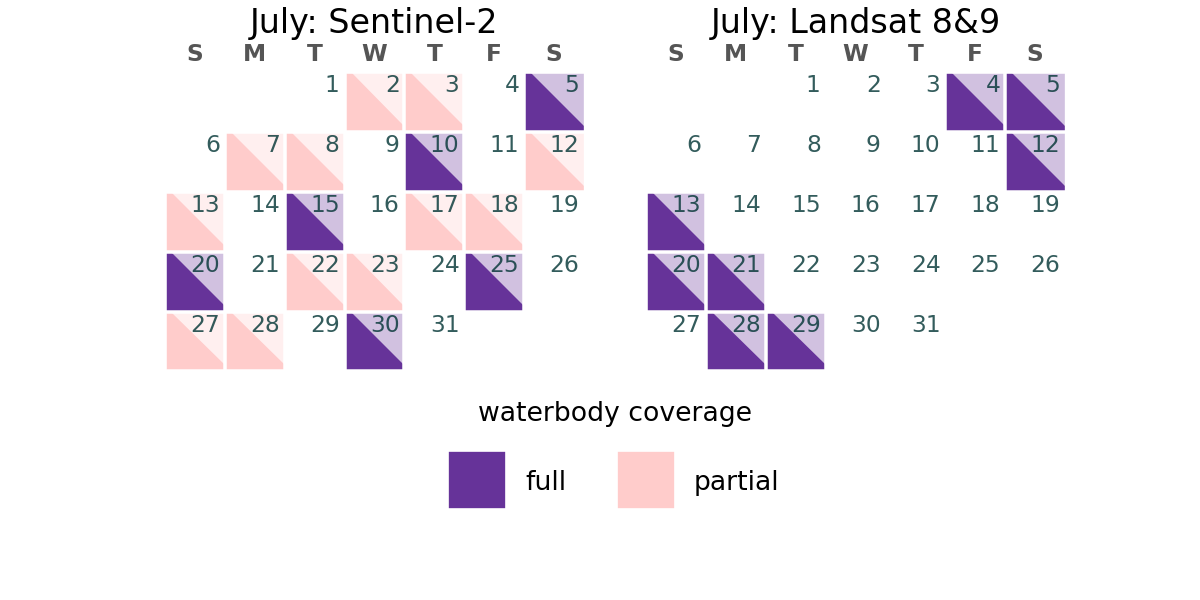 July: Sentinel-2
S M T W T F S
1 2 3 4 5
6 7 8 9 10 11 12
13 14 15 16 17 18 19
20 21 22 23 24 25 26
27 28 29 30 31
July: Landsat 8&9
S M T W T F S
1 2 3 4 5
6 7 8 9 10 11 12
13 14 15 16 17 18 19
20 21 22 23 24 25 26
27 28 29 30 31
waterbody coverage
full partial